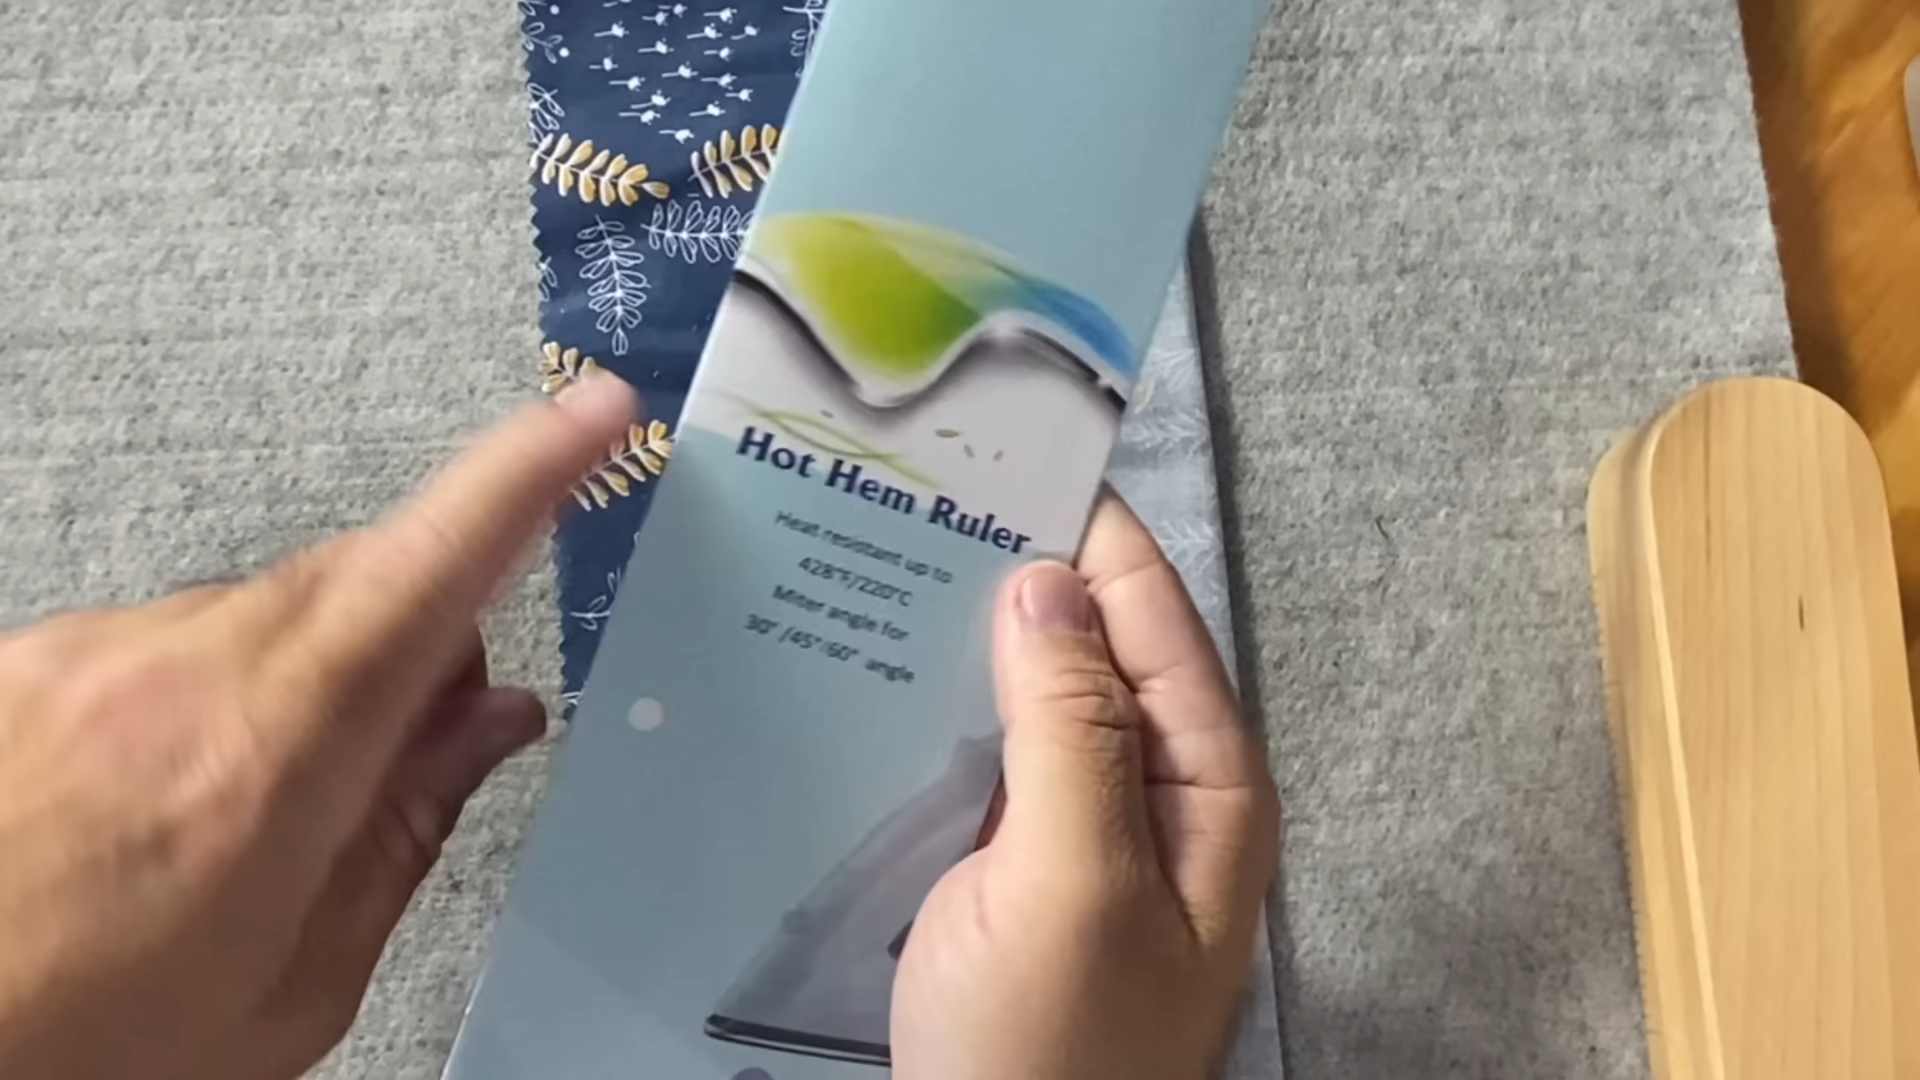 Hot Hem Ruler
Heat resistant up to
428°F/220°C
Miter angle for
30° /45°/60° angle